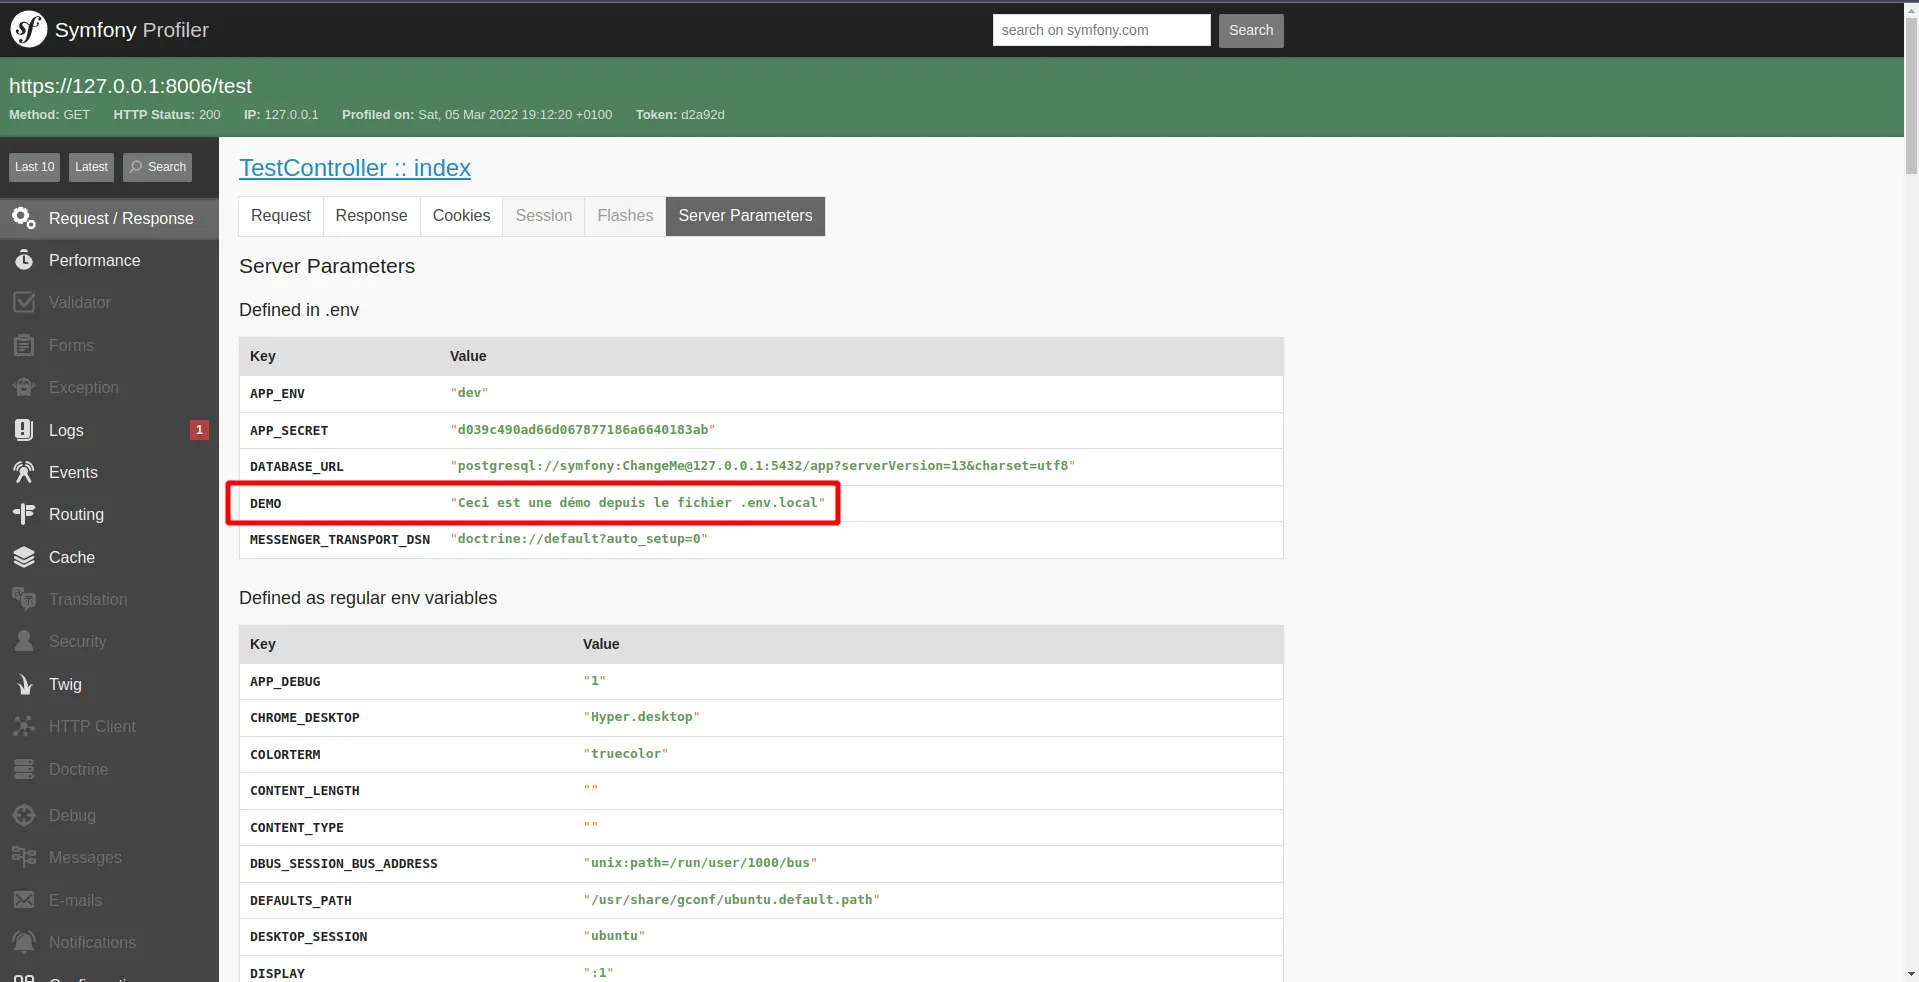 Symfony Profiler
search on symfony.com Search
https://127.0.0.1:8006/test
Method: GET HTTP Status: 200 IP: 127.0.0.1 Profiled on: Sat, 05 Mar 2022 19:12:20 +0100 Token: d2a92d
Last 10 Latest Search
Request / Response
Performance
Validator
Forms
Exception
Logs 1
Events
Routing
Cache
Translation
Security
Twig
HTTP Client
Doctrine
Debug
Messages
E-mails
Notifications
TestController :: index
Request Response Cookies Session Flashes Server Parameters
Server Parameters
Defined in .env
Key Value
APP_ENV "dev"
APP_SECRET "d039c490ad66d067877186a6640183ab"
DATABASE_URL "postgresql://symfony:ChangeMe@127.0.0.1:5432/app?serverVersion=13&charset=utf8"
DEMO "Ceci est une démo depuis le fichier .env.local"
MESSENGER_TRANSPORT_DSN "doctrine://default?auto_setup=0"
Defined as regular env variables
Key Value
APP_DEBUG "1"
CHROME_DESKTOP "Hyper.desktop"
COLORTERM "truecolor"
CONTENT_LENGTH ""
CONTENT_TYPE ""
DBUS_SESSION_BUS_ADDRESS "unix:path=/run/user/1000/bus"
DEFAULTS_PATH "/usr/share/gconf/ubuntu.default.path"
DESKTOP_SESSION "ubuntu"
DISPLAY ":1"